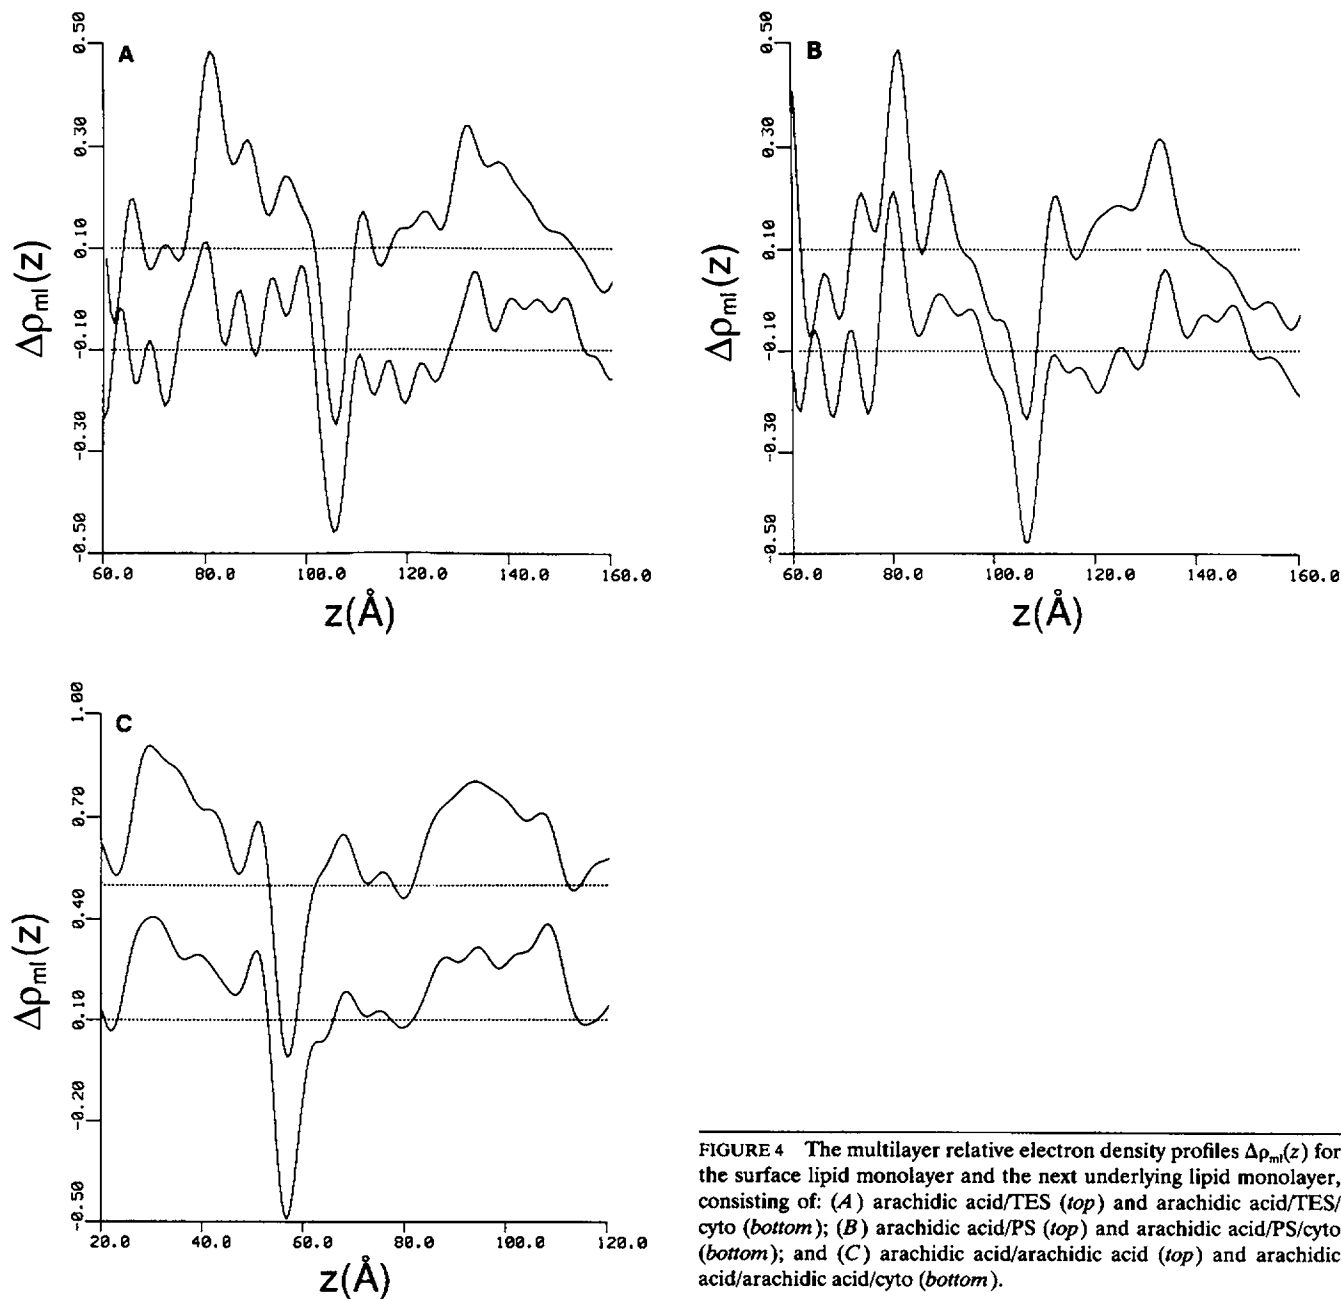 A
0.50
0.30
0.10
-0.10
-0.30
-0.50
Δρml(z)
60.0 80.0 100.0 120.0 140.0 160.0
z(Å)
B
0.50
0.30
0.10
-0.10
-0.30
-0.50
Δρml(z)
60.0 80.0 100.0 120.0 140.0 160.0
z(Å)
C
1.00
0.70
0.40
0.10
-0.20
-0.50
Δρml(z)
20.0 40.0 60.0 80.0 100.0 120.0
z(Å)
FIGURE 4 The multilayer relative electron density profiles Δρml(z) for
the surface lipid monolayer and the next underlying lipid monolayer,
consisting of: (A) arachidic acid/TES (top) and arachidic acid/TES/
cyto (bottom); (B) arachidic acid/PS (top) and arachidic acid/PS/cyto
(bottom); and (C) arachidic acid/arachidic acid (top) and arachidic
acid/arachidic acid/cyto (bottom).